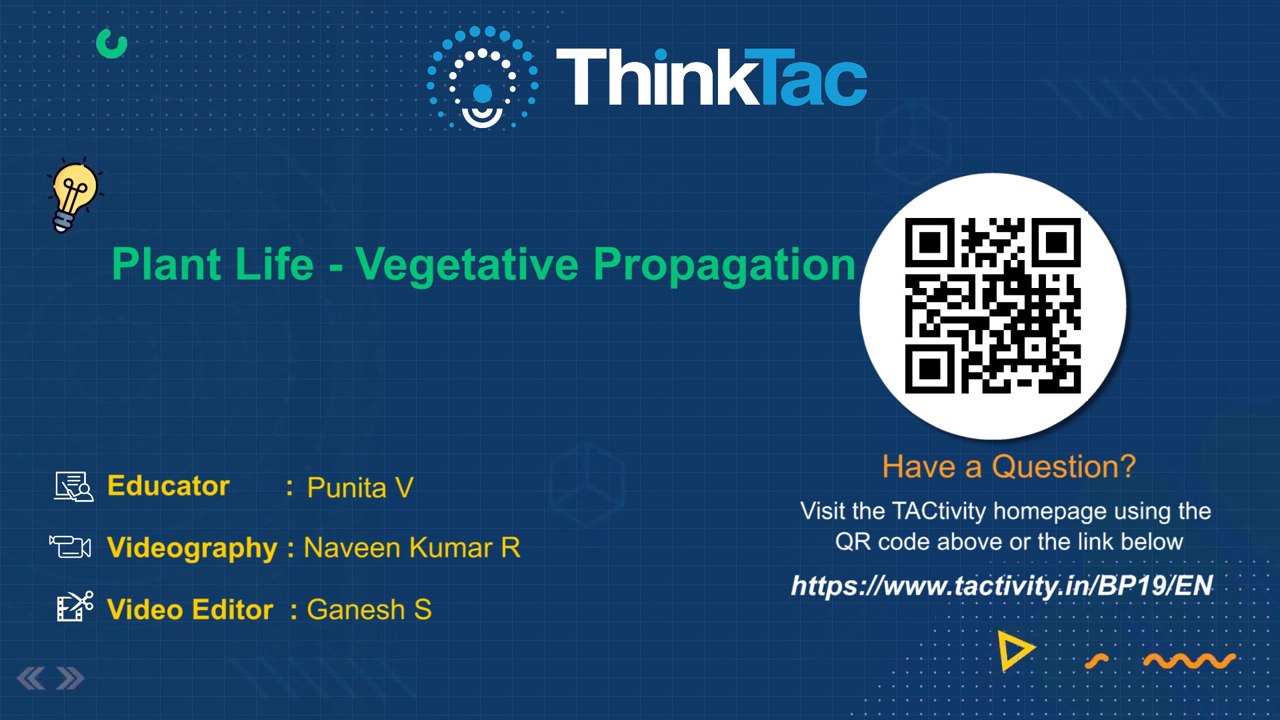 ThinkTac
Plant Life - Vegetative Propagation
Educator : Punita V
Videography : Naveen Kumar R
Video Editor : Ganesh S
Have a Question?
Visit the TACtivity homepage using the
QR code above or the link below
https://www.tactivity.in/BP19/EN